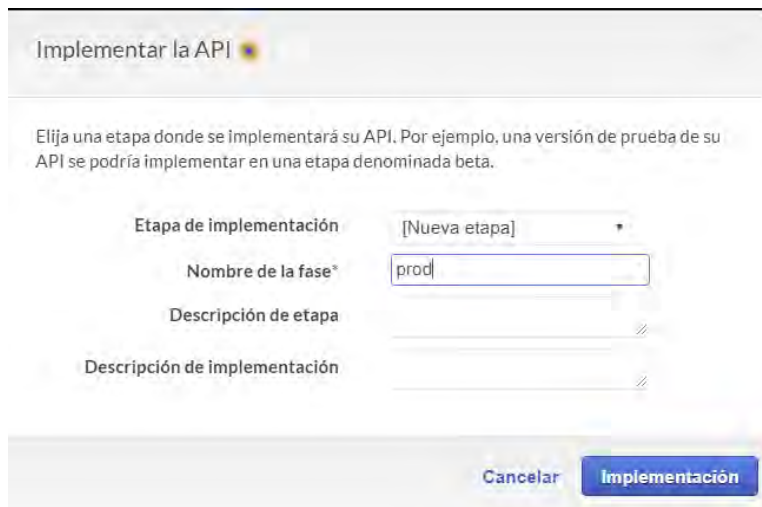 Implementar la API
Elija una etapa donde se implementará su API. Por ejemplo, una versión de prueba de su
API se podría implementar en una etapa denominada beta.
Etapa de implementación [Nueva etapa]
Nombre de la fase* prod
Descripción de etapa
Descripción de implementación
Cancelar Implementación